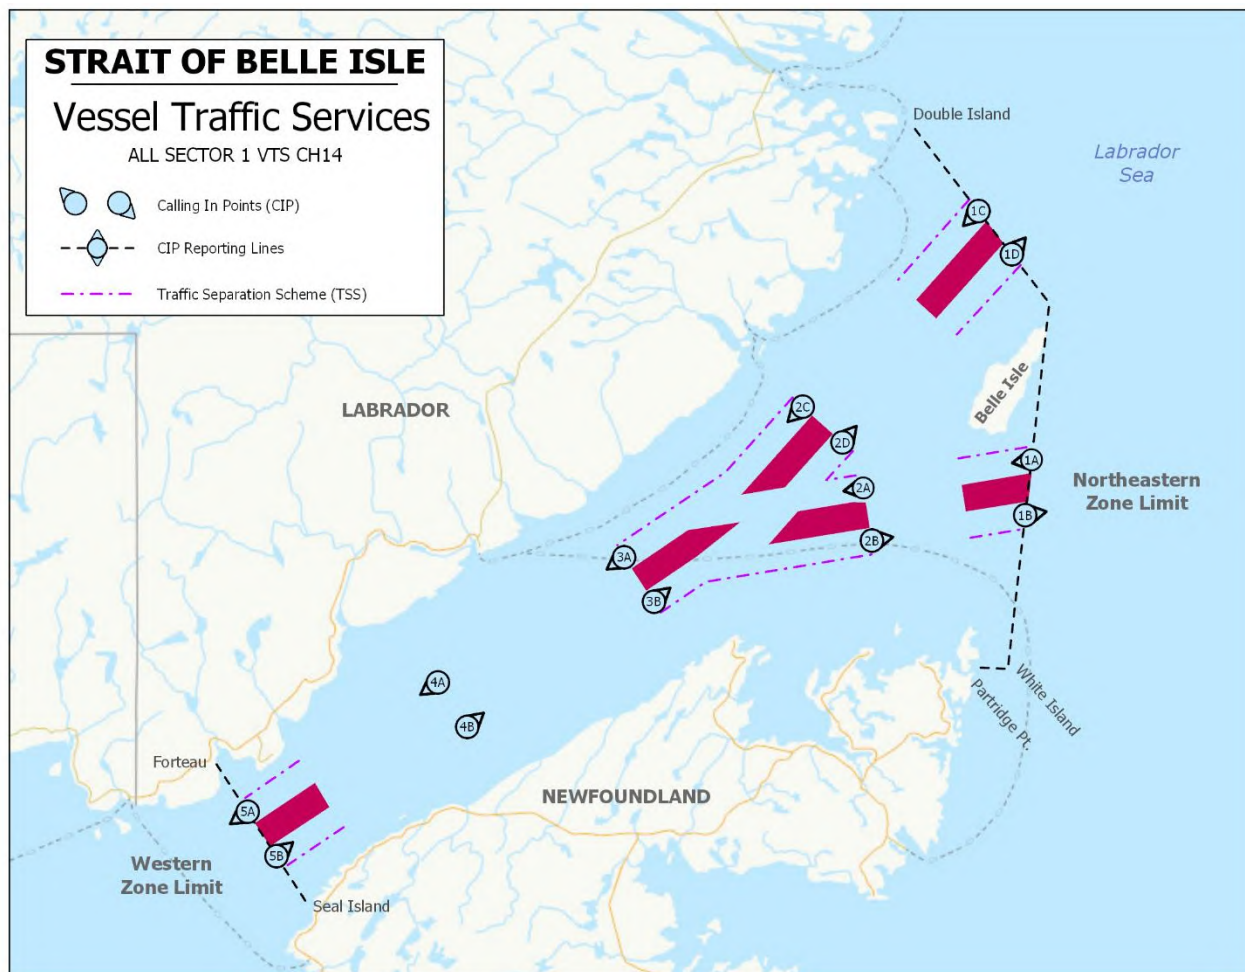 STRAIT OF BELLE ISLE
Vessel Traffic Services
ALL SECTOR 1 VTS CH14
Calling In Points (CIP)
CIP Reporting Lines
Traffic Separation Scheme (TSS)
Double Island
Labrador
Sea
1C
1D
Belle Isle
LABRADOR
2C
2D
2A
1A
Northeastern
Zone Limit
1B
2B
3A
3B
White Island
Partridge Pt.
4A
4B
Forteau
NEWFOUNDLAND
5A
5B
Western
Zone Limit
Seal Island